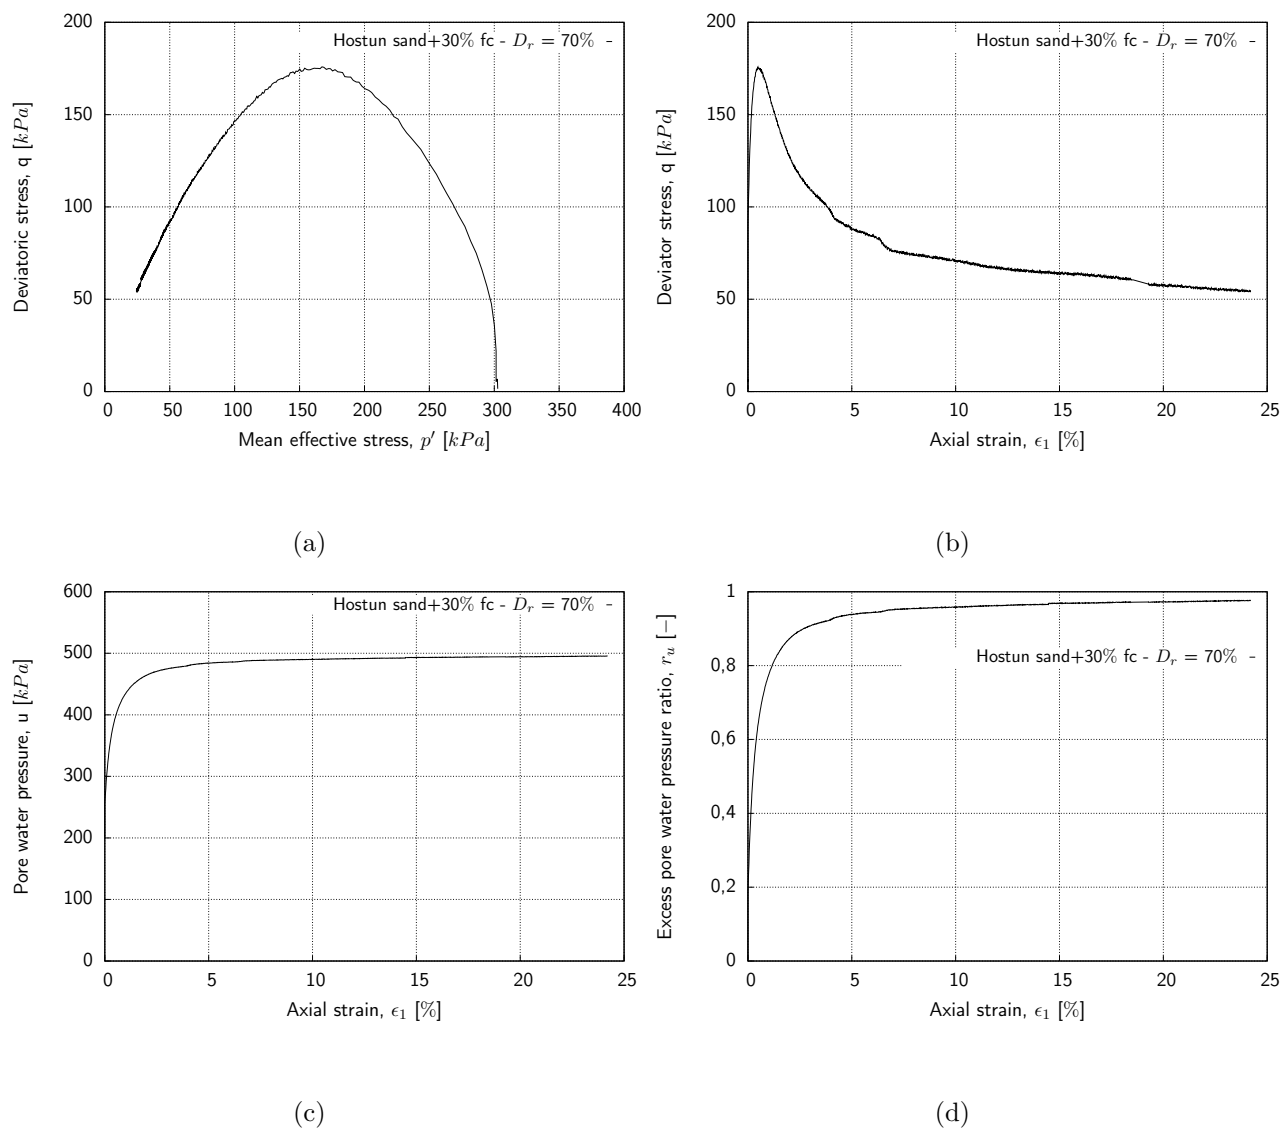 Deviatoric stress, q [kPa]
200
150
100
50
0
Hostun sand+30% fc - D_r = 70%
0 50 100 150 200 250 300 350 400
Mean effective stress, p′ [kPa]
(a)
Deviator stress, q [kPa]
200
150
100
50
0
Hostun sand+30% fc - D_r = 70%
0 5 10 15 20 25
Axial strain, ϵ₁ [%]
(b)
Pore water pressure, u [kPa]
600
500
400
300
200
100
0
Hostun sand+30% fc - D_r = 70%
0 5 10 15 20 25
Axial strain, ϵ₁ [%]
(c)
Excess pore water pressure ratio, r_u [−]
1
0,8
0,6
0,4
0,2
0
Hostun sand+30% fc - D_r = 70%
0 5 10 15 20 25
Axial strain, ϵ₁ [%]
(d)